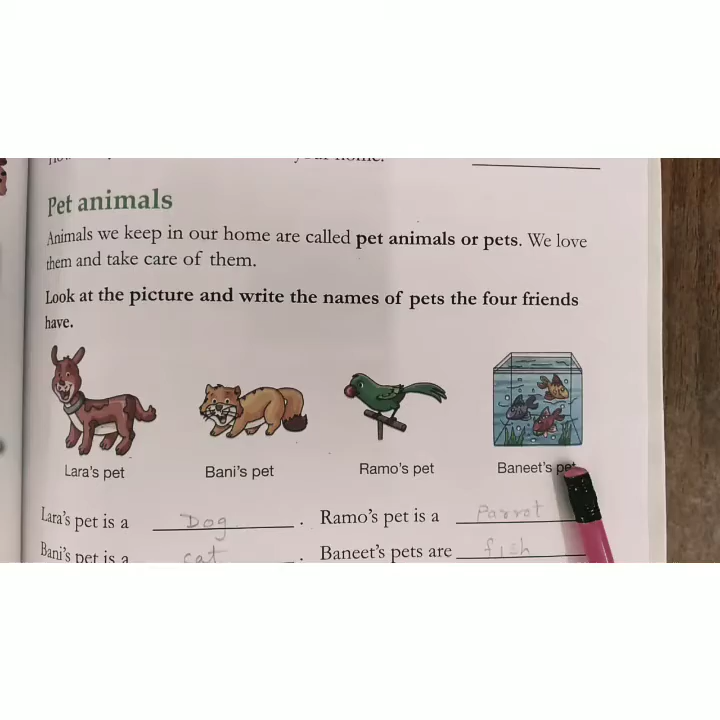 your home.
Pet animals
Animals we keep in our home are called pet animals or pets. We love
them and take care of them.
Look at the picture and write the names of pets the four friends
have.
Lara's pet Bani's pet Ramo's pet Baneet's pet
Lara's pet is a Dog . Ramo's pet is a Parrot
Bani's pet is a cat . Baneet's pets are fish